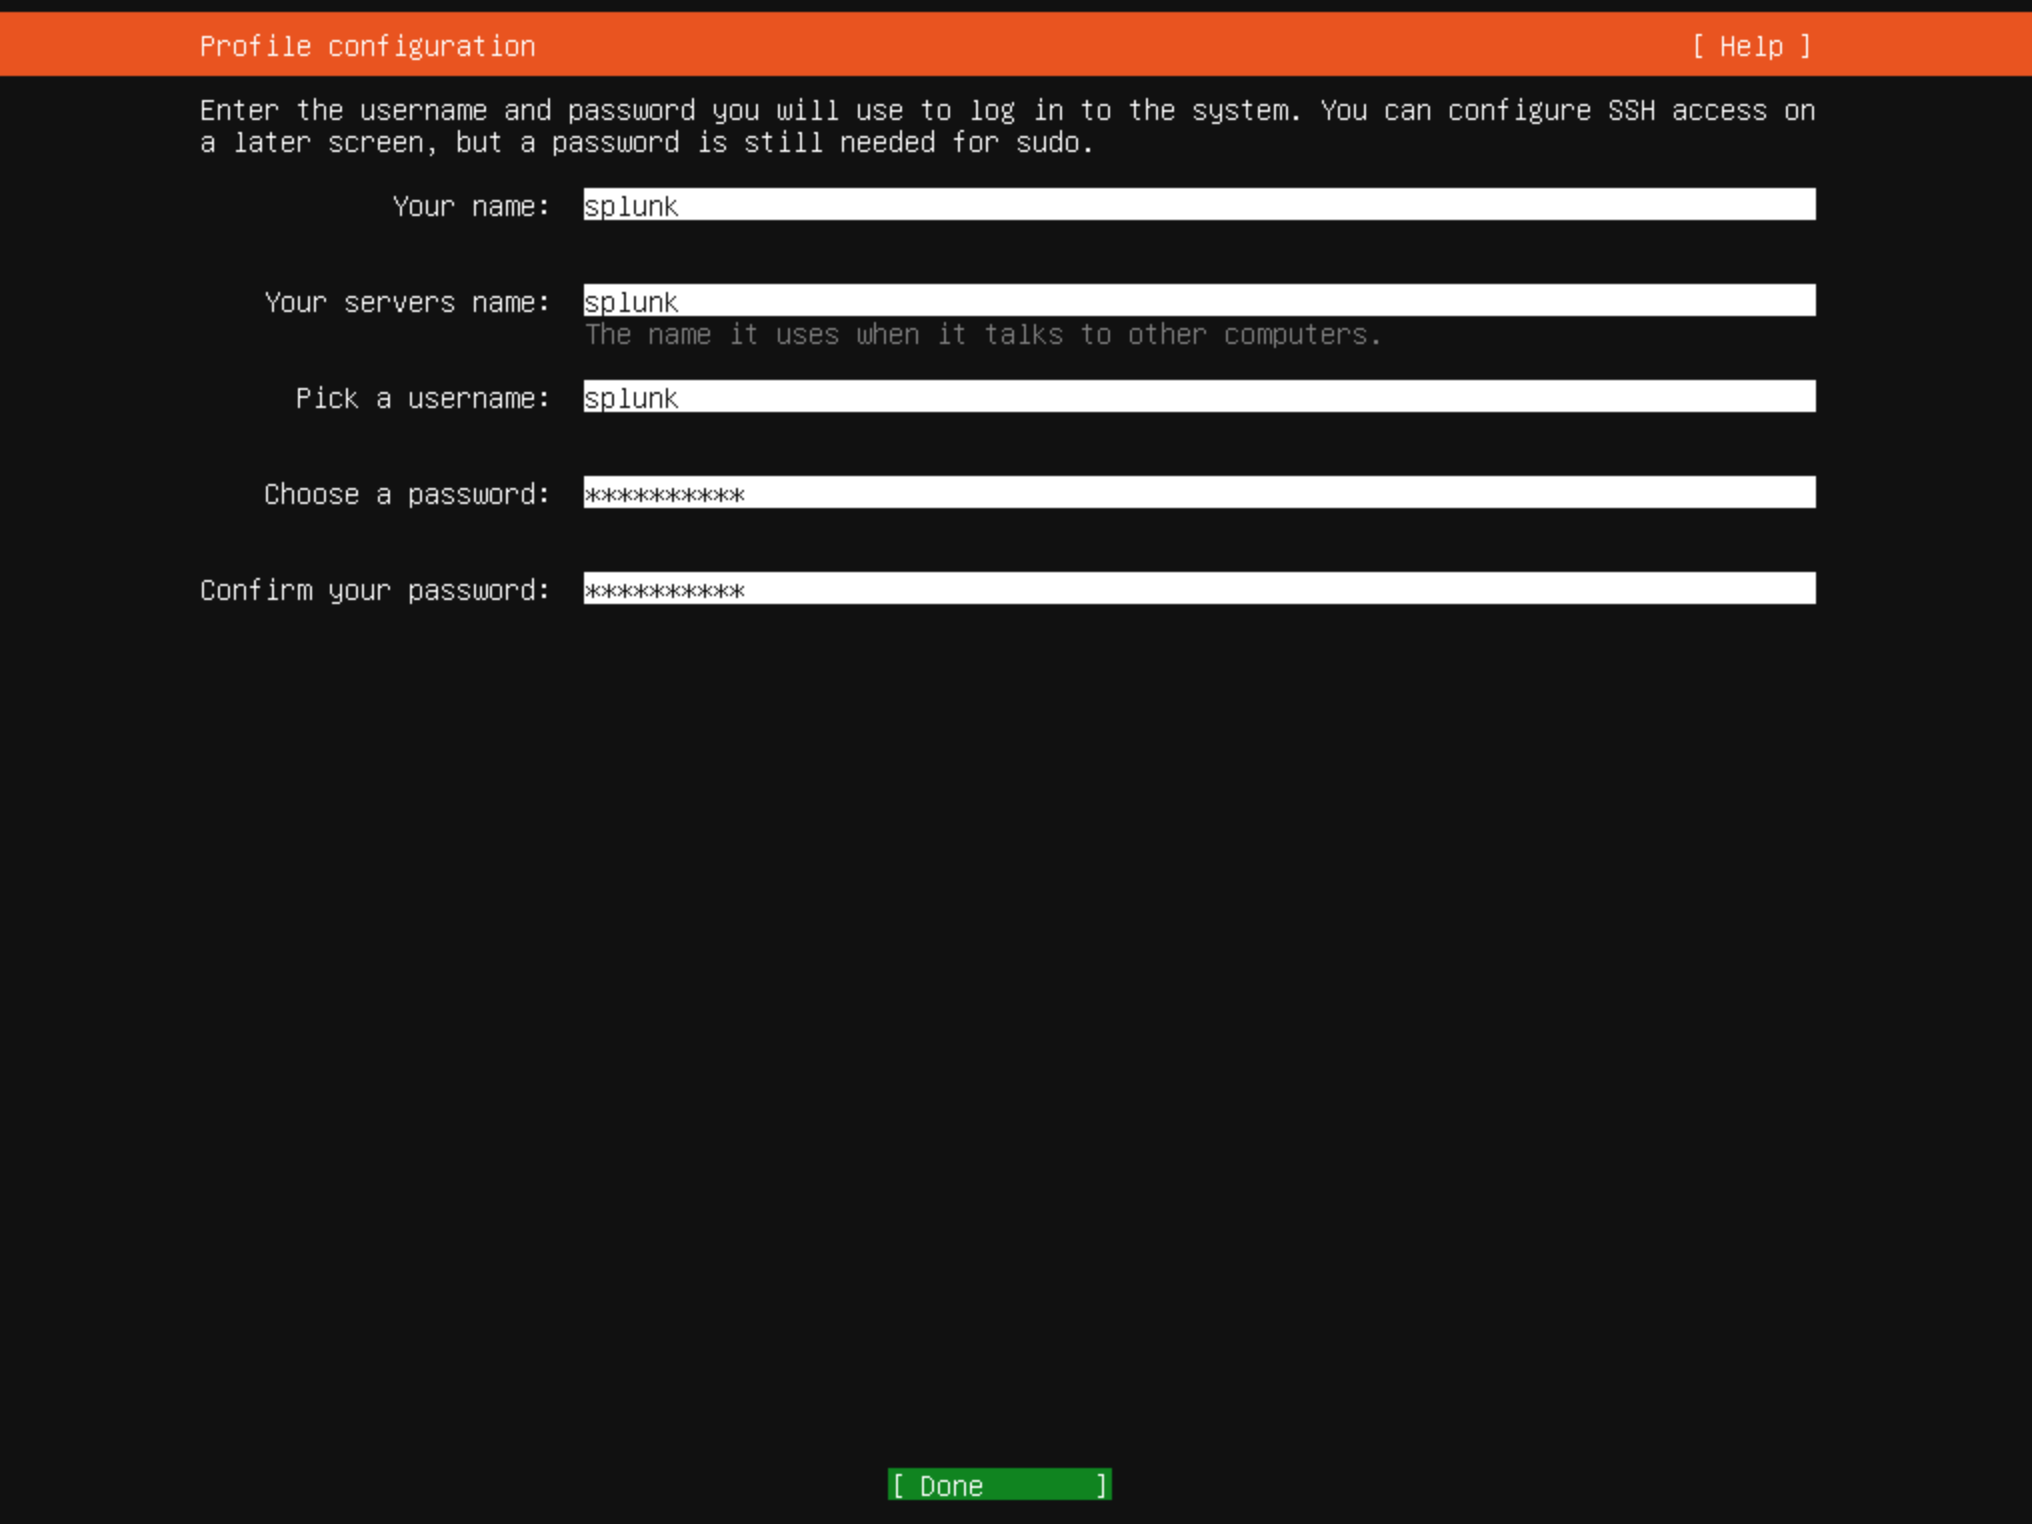 Profile configuration [ Help ]
Enter the username and password you will use to log in to the system. You can configure SSH access on
a later screen, but a password is still needed for sudo.
Your name: splunk
Your servers name: splunk
The name it uses when it talks to other computers.
Pick a username: splunk
Choose a password: **********
Confirm your password: **********
[ Done ]